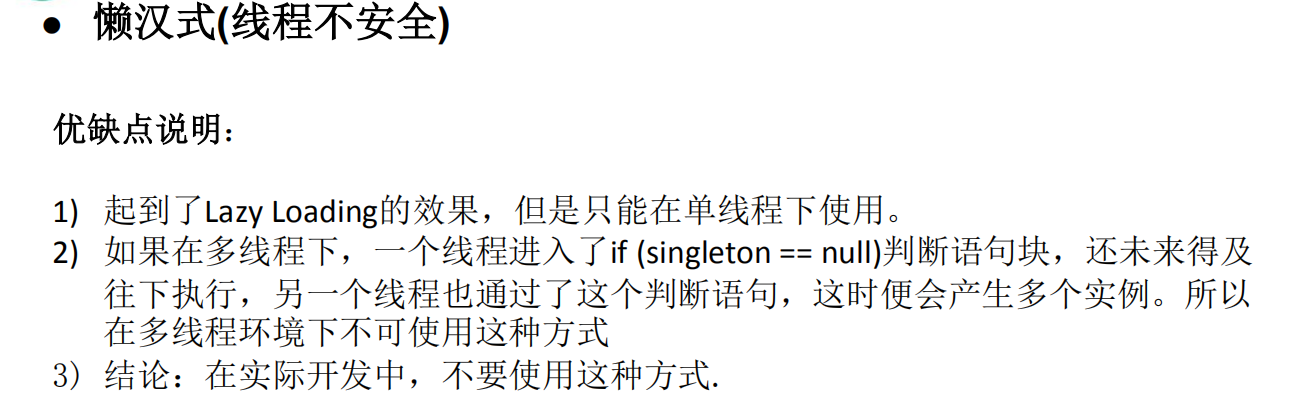 ● 懒汉式(线程不安全)
优缺点说明：
1) 起到了Lazy Loading的效果，但是只能在单线程下使用。
2) 如果在多线程下，一个线程进入了if (singleton == null)判断语句块，还未来得及
往下执行，另一个线程也通过了这个判断语句，这时便会产生多个实例。所以
在多线程环境下不可使用这种方式
3) 结论：在实际开发中，不要使用这种方式.